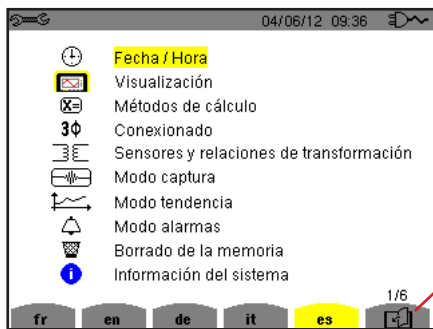 04/06/12 09:36
Fecha / Hora
Visualización
X= Métodos de cálculo
3ϕ Conexionado
Sensores y relaciones de transformación
Modo captura
Modo tendencia
Modo alarmas
Borrado de la memoria
i Información del sistema
1/6
fr en de it es